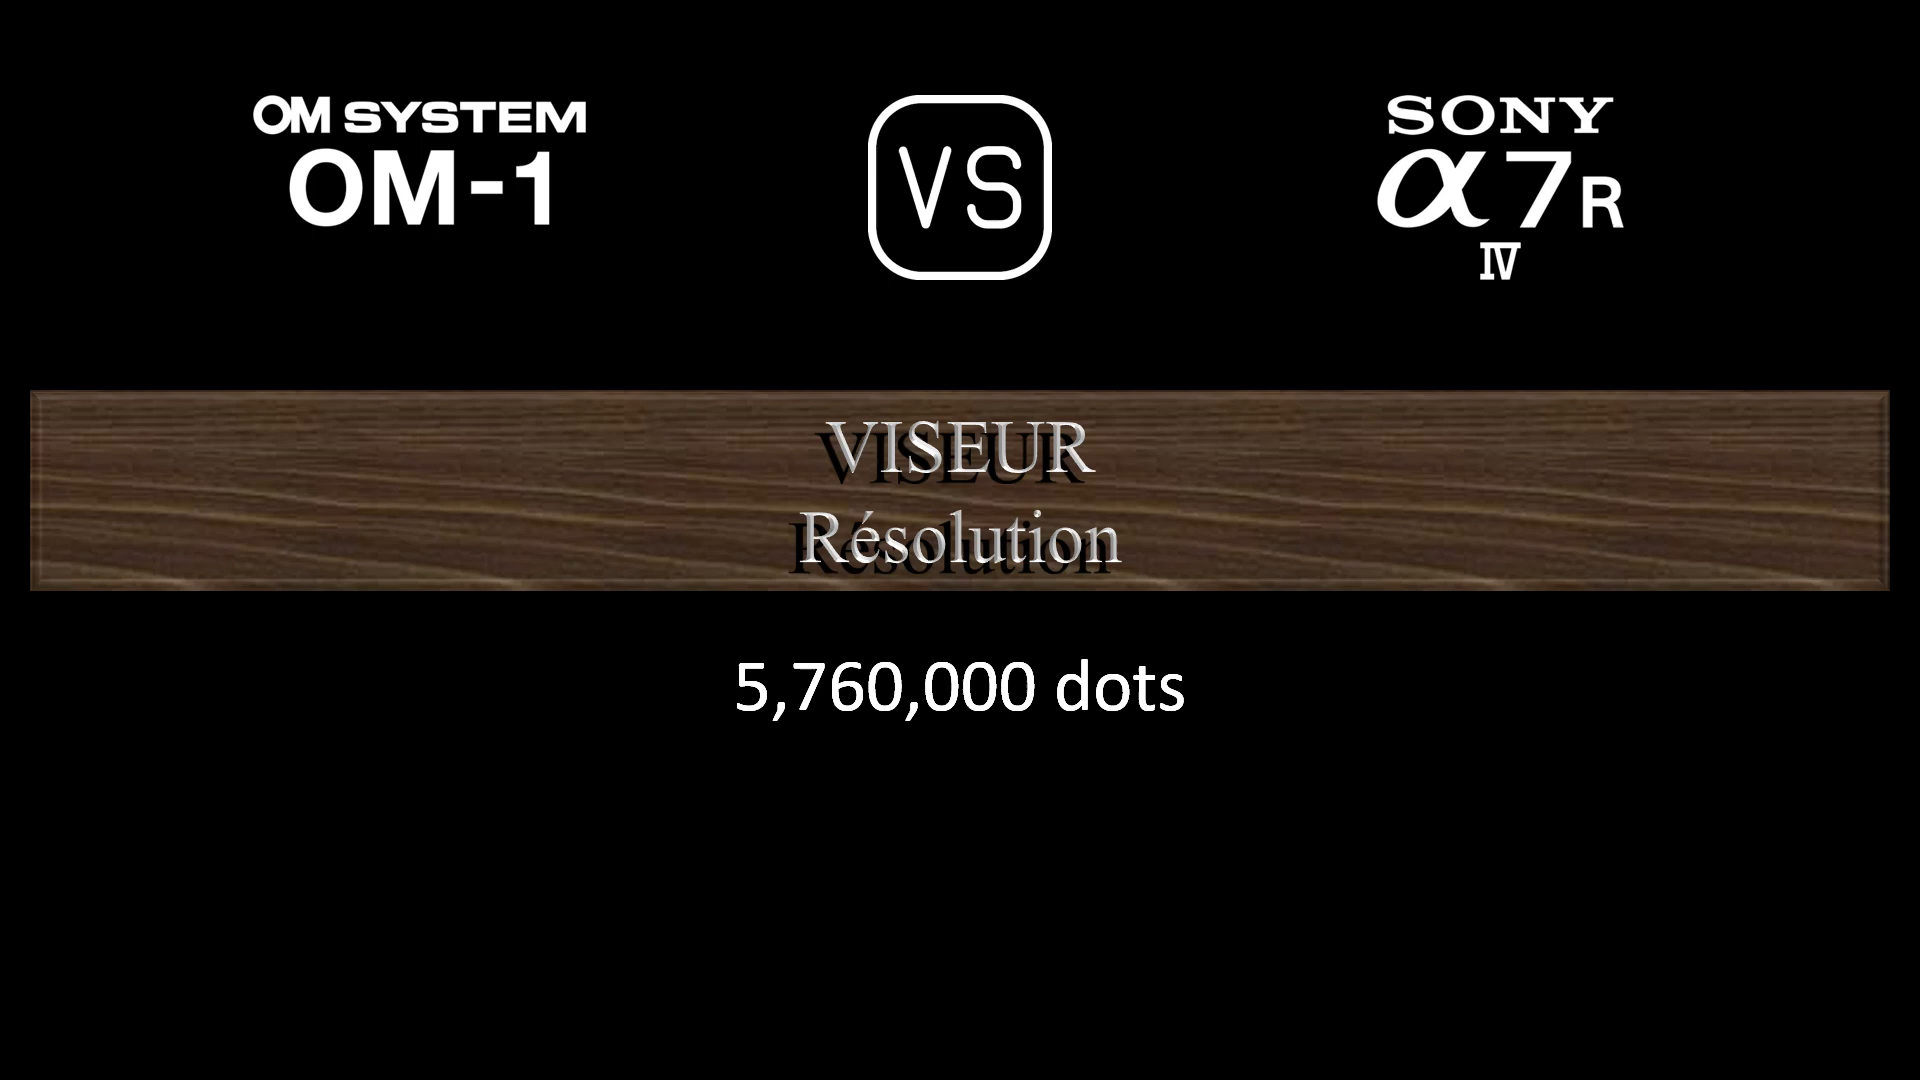 OM SYSTEM
OM-1
VS
SONY
α7R
IV
VISEUR
Résolution
5,760,000 dots